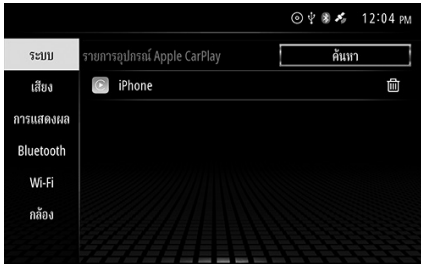 12:04 PM
ระบบ
รายการอุปกรณ์ Apple CarPlay
ค้นหา
เสียง
iPhone
การแสดงผล
Bluetooth
Wi-Fi
กล้อง